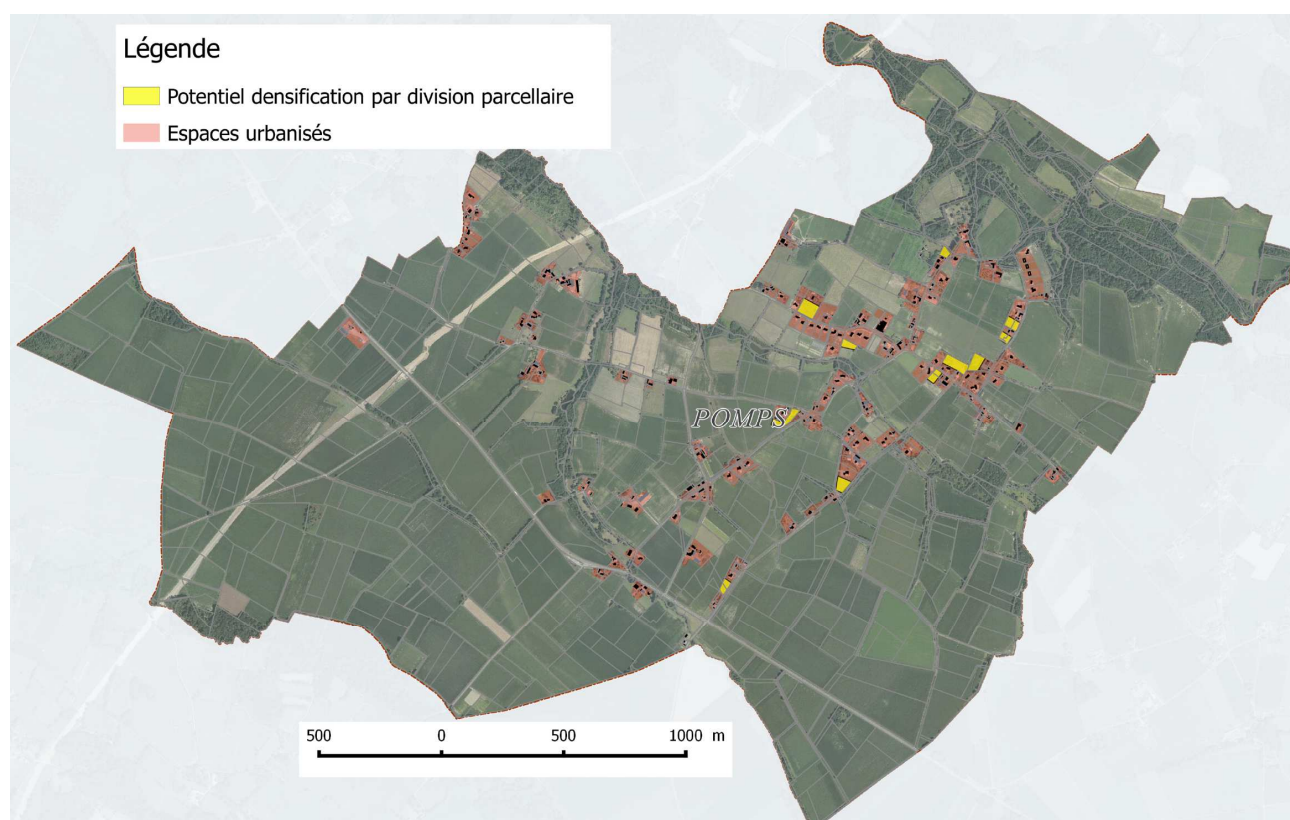 Légende
Potentiel densification par division parcellaire
Espaces urbanisés
POMPS
500 0 500 1000 m